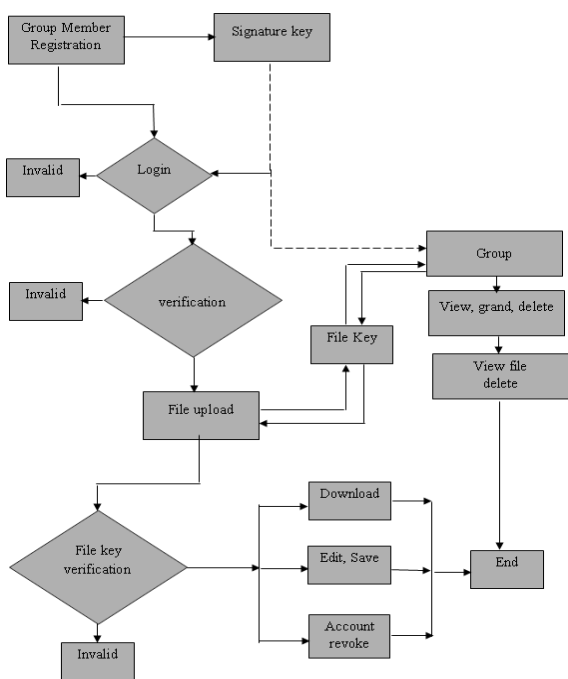 Group Member
Registration
Signature key
Login
Invalid
Group
verification
Invalid
View, grand, delete
File Key
View file
delete
File upload
Download
File key
verification
Edit, Save
End
Account
revoke
Invalid